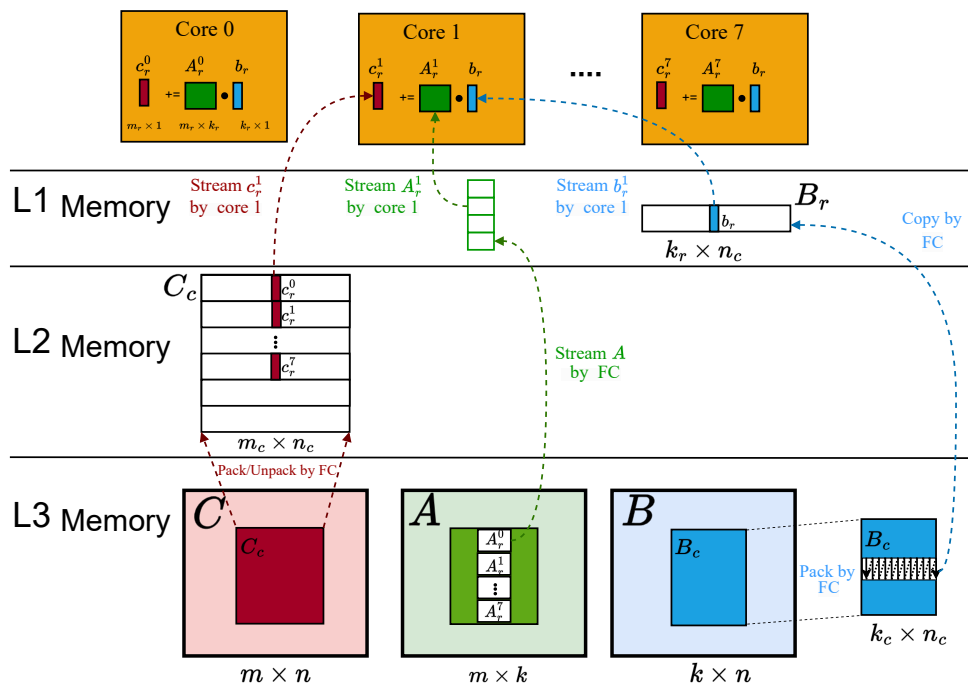 Core 0
c_r^0
A_r^0
b_r
+=
m_r × 1
m_r × k_r
k_r × 1
Core 1
c_r^1
A_r^1
b_r
+=
....
Core 7
c_r^7
A_r^7
b_r
+=
L1 Memory
Stream c_r^1
by core 1
Stream A_r^1
by core 1
Stream b_r^1
by core 1
b_r
B_r
k_r × n_c
Copy by
FC
L2 Memory
C_c
c_r^0
c_r^1
⋮
c_r^7
m_c × n_c
Stream A
by FC
Pack/Unpack by FC
L3 Memory
C
C_c
m × n
A
A_r^0
A_r^1
⋮
A_r^7
m × k
B
B_c
k × n
Pack by
FC
B_c
k_c × n_c